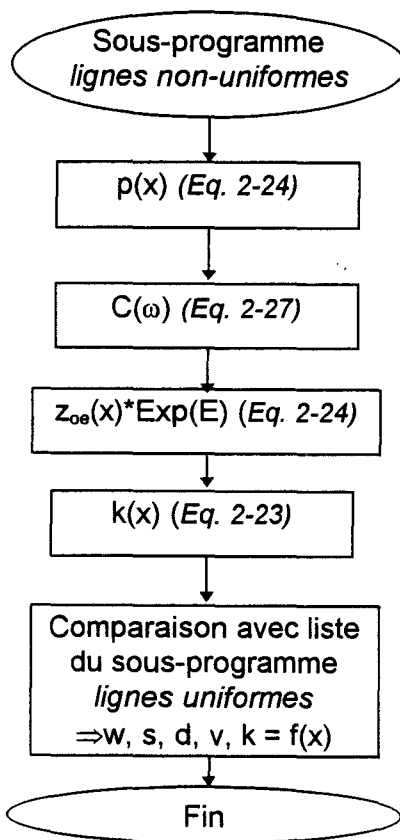 Sous-programme
lignes non-uniformes
p(x) (Eq. 2-24)
C(ω) (Eq. 2-27)
zoe(x)*Exp(E) (Eq. 2-24)
k(x) (Eq. 2-23)
Comparaison avec liste
du sous-programme
lignes uniformes
⇒w, s, d, v, k = f(x)
Fin